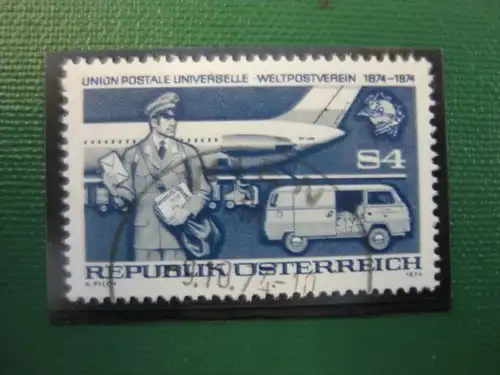 UNION POSTALE UNIVERSELLE - WELTPOSTVEREIN 1874-1974
S4
REPUBLIK ÖSTERREICH
A. PILCH 1974